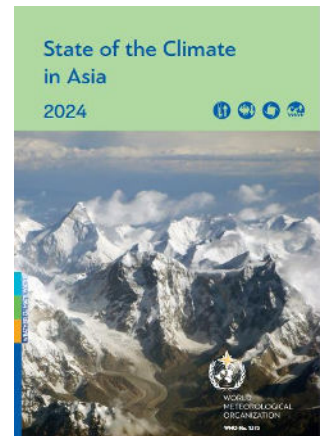 State of the Climate
in Asia
2024
WORLD
METEOROLOGICAL
ORGANIZATION